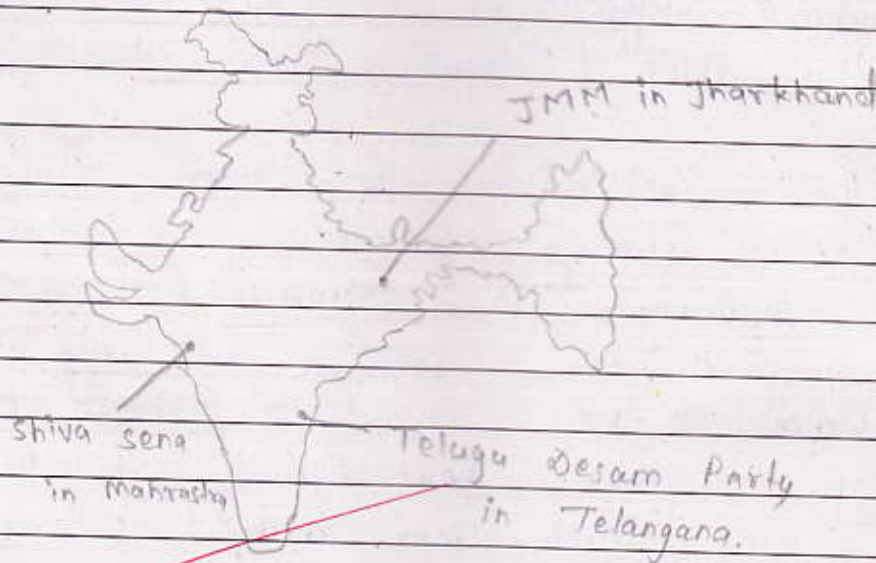 JMM in Jharkhand
Shiva sena
in Mahrastra
Telugu Desam Party
in Telangana.